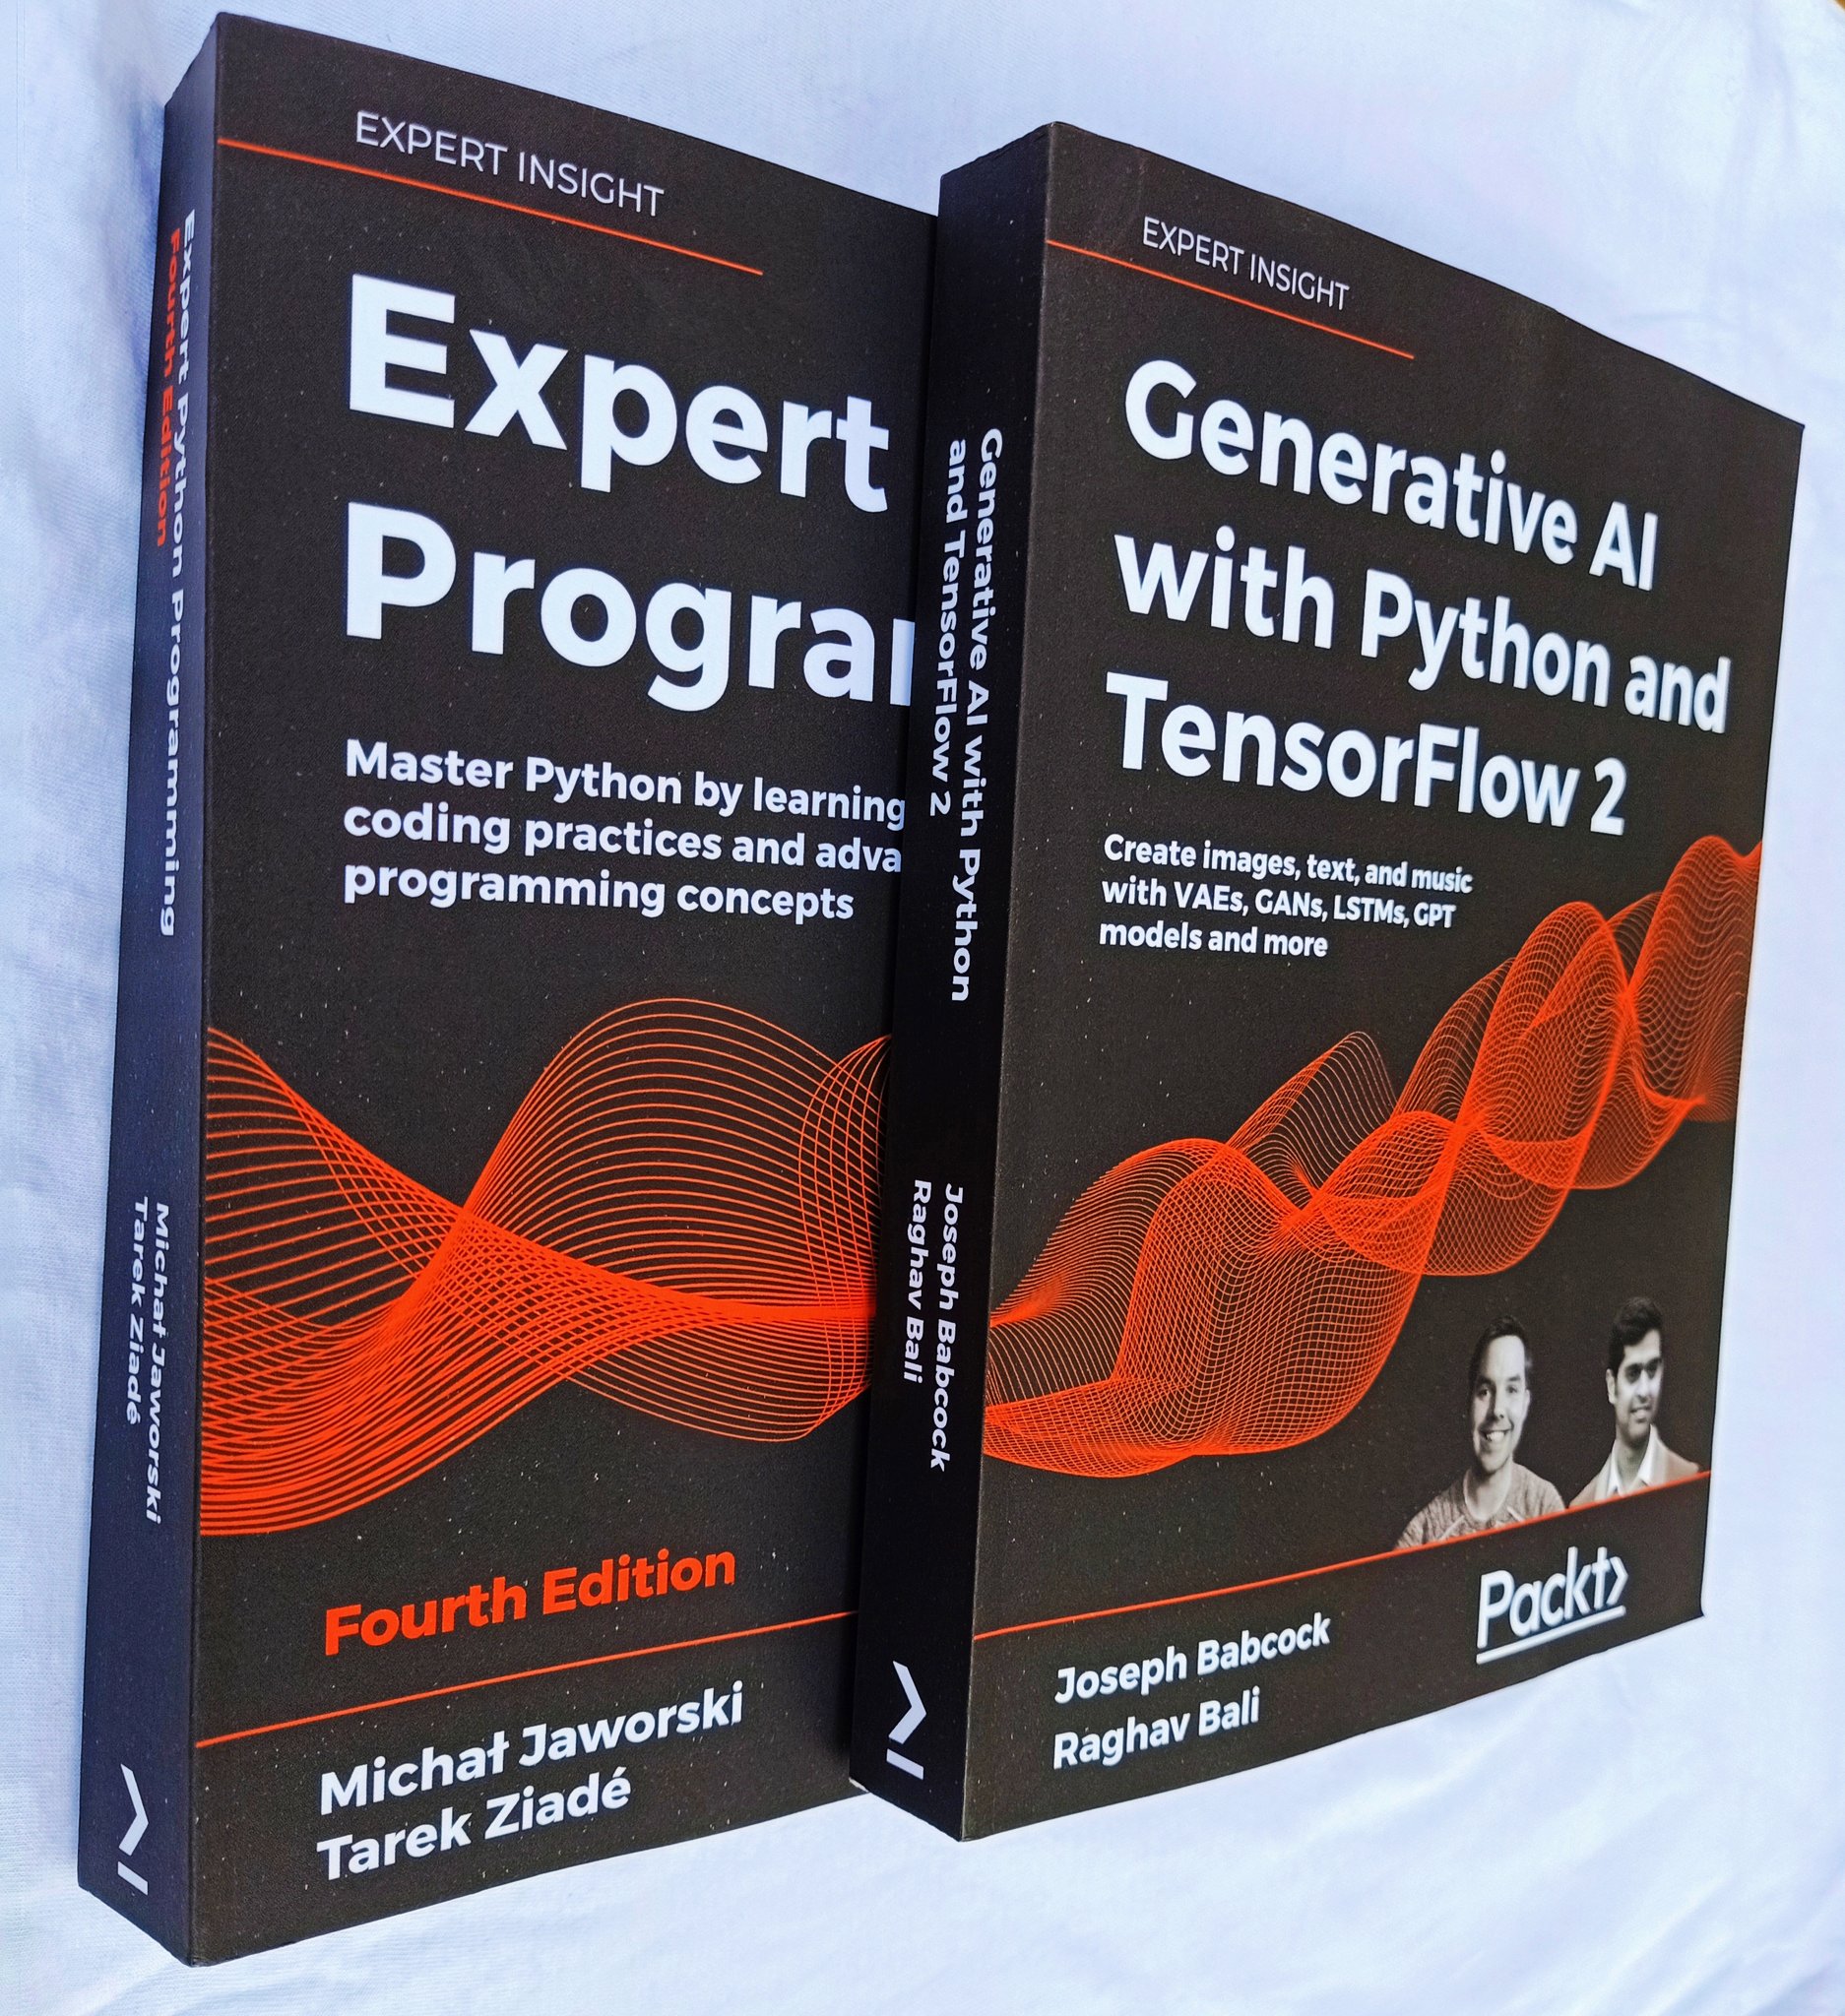 Expert Python Programming
Fourth Edition
Michał Jaworski
Tarek Ziadé
EXPERT INSIGHT
Expert
Progra
Master Python by learning
coding practices and adva
programming concepts
Fourth Edition
Michał Jaworski
Tarek Ziadé
Generative AI with Python
and TensorFlow 2
Joseph Babcock
Raghav Bali
EXPERT INSIGHT
Generative AI
with Python and
TensorFlow 2
Create images, text, and music
with VAEs, GANs, LSTMs, GPT
models and more
Packt
Joseph Babcock
Raghav Bali